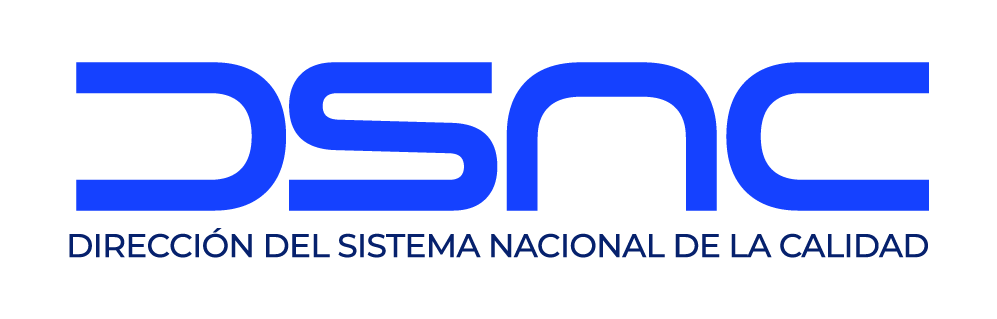 DSNC
DIRECCIÓN DEL SISTEMA NACIONAL DE LA CALIDAD